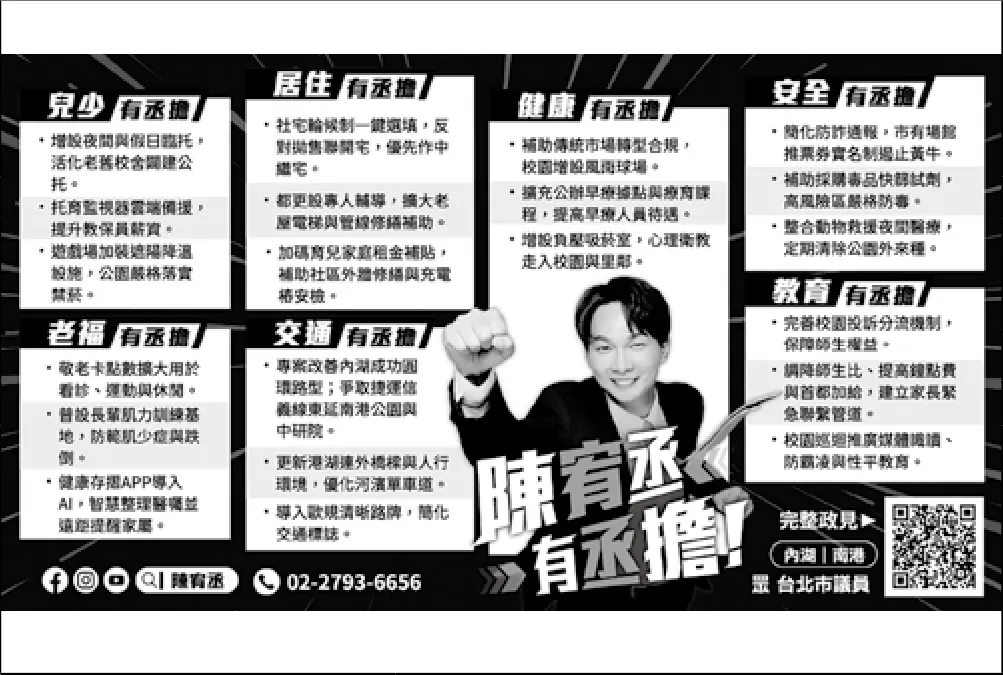 兒少 有丞擔
・增設夜間與假日臨托，
活化老舊校舍闢建公
托。
・托育監視器雲端備援，
提升教保員薪資。
・遊戲場加裝遮陽降溫
設施，公園嚴格落實
禁菸。
老福 有丞擔
・敬老卡點數擴大用於
看診、運動與休閒。
・普設長輩肌力訓練基
地，防範肌少症與跌
倒。
・健康存摺APP導入
AI，智慧整理醫囑並
遠距提醒家屬。
居住 有丞擔
・社宅輪候制一鍵選填，反
對拋售聯開宅，優先作中
繼宅。
・都更設專人輔導，擴大老
屋電梯與管線修繕補助。
・加碼育兒家庭租金補貼，
補助社區外牆修繕與充電
樁安檢。
交通 有丞擔
・專案改善內湖成功圓
環路型；爭取捷運信
義線東延南港公園與
中研院。
・更新港湖連外橋樑與人行
環境，優化河濱單車道。
・導入歐規清晰路牌，簡化
交通標誌。
健康 有丞擔
・補助傳統市場轉型合規，
校園增設風雨球場。
・擴充公辦早療據點與療育課
程，提高早療人員待遇。
・增設負壓吸菸室，心理衛教
走入校園與里鄰。
安全 有丞擔
・簡化防詐通報，市有場館
推票券實名制遏止黃牛。
・補助採購毒品快篩試劑，
高風險區嚴格防毒。
・整合動物救援夜間醫療，
定期清除公園外來種。
教育 有丞擔
・完善校園投訴分流機制，
保障師生權益。
・調降師生比、提高鐘點費
與首都加給，建立家長緊
急聯繫管道。
・校園巡迴推廣媒體識讀、
防霸凌與性平教育。
陳宥丞
有丞擔!
陳宥丞
02-2793-6656
完整政見▶
內湖｜南港
台北市議員